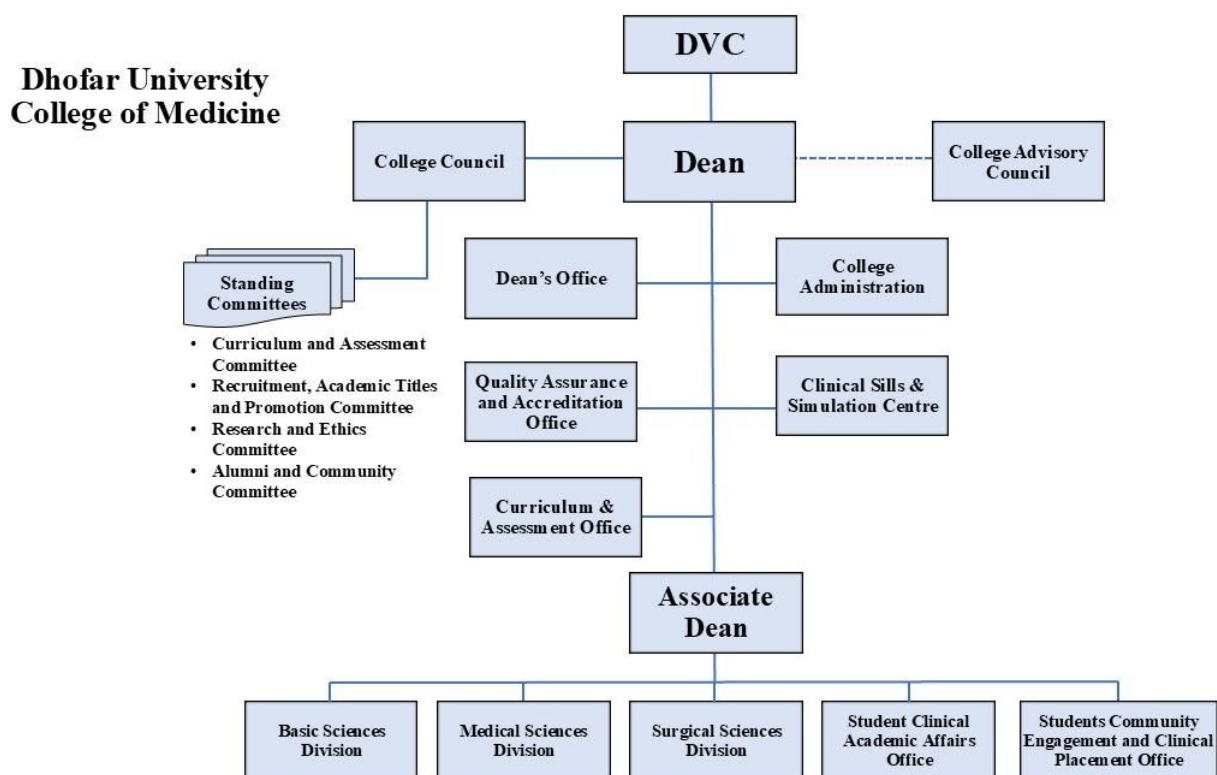 DVC
Dhofar University
College of Medicine
College Council
Dean
College Advisory
Council
Standing
Committees
Dean's Office
College
Administration
• Curriculum and Assessment
Committee
• Recruitment, Academic Titles
and Promotion Committee
• Research and Ethics
Committee
• Alumni and Community
Committee
Quality Assurance
and Accreditation
Office
Clinical Sills &
Simulation Centre
Curriculum &
Assessment Office
Associate
Dean
Basic Sciences
Division
Medical Sciences
Division
Surgical Sciences
Division
Student Clinical
Academic Affairs
Office
Students Community
Engagement and Clinical
Placement Office